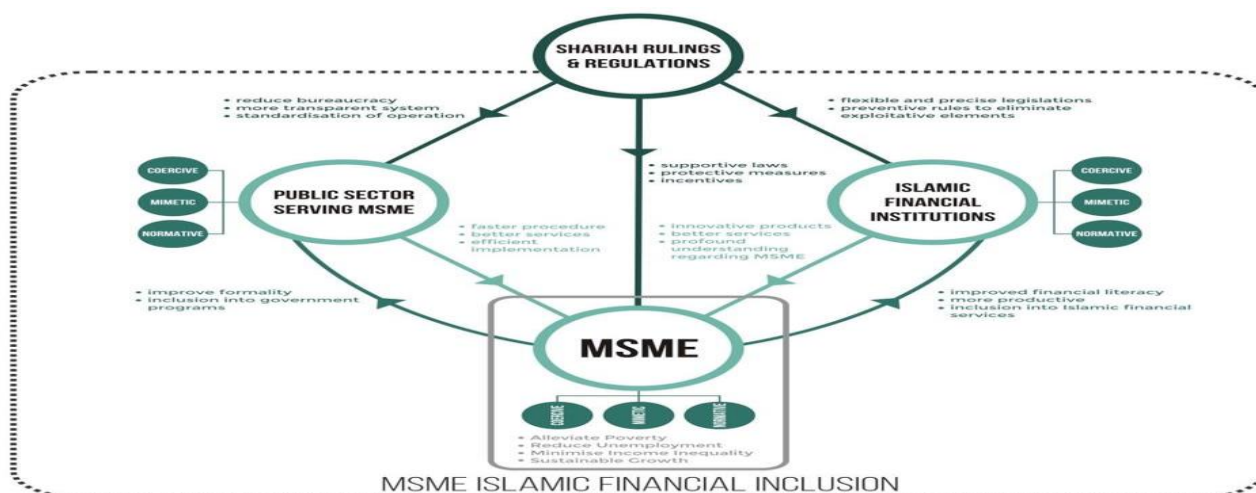 SHARIAH RULINGS
& REGULATIONS
• reduce bureaucracy
• more transparent system
• standardisation of operation
• flexible and precise legislations
• preventive rules to eliminate
exploitative elements
COERCIVE
MIMETIC
NORMATIVE
PUBLIC SECTOR
SERVING MSME
• supportive laws
• protective measures
• incentives
ISLAMIC
FINANCIAL
INSTITUTIONS
COERCIVE
MIMETIC
NORMATIVE
• faster procedure
• better services
• efficient
implementation
• innovative products
• better services
• profound
understanding
regarding MSME
• improve formality
• inclusion into government
programs
• improved financial literacy
• more productive
• inclusion into Islamic financial
services
MSME
COERCIVE
MIMETIC
NORMATIVE
• Alleviate Poverty
• Reduce Unemployment
• Minimise Income Inequality
• Sustainable Growth
MSME ISLAMIC FINANCIAL INCLUSION